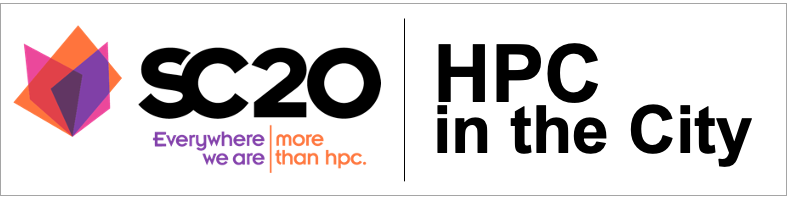 SC20
Everywhere more
we are than hpc.
HPC
in the City